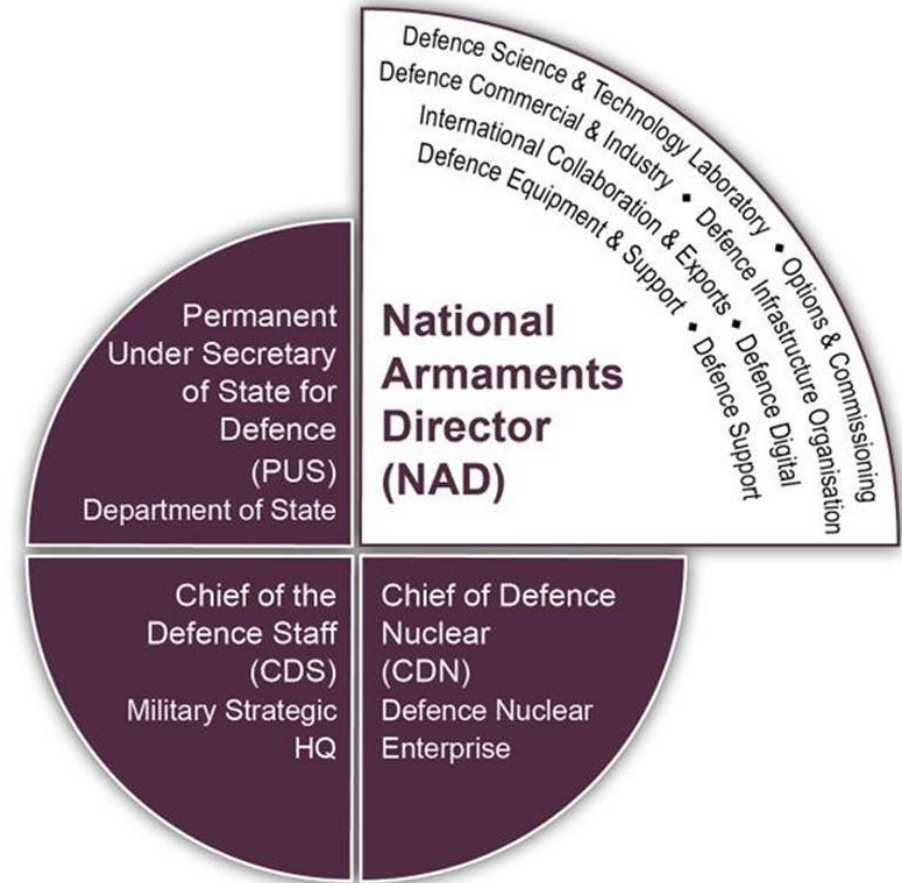 Defence Science & Technology Laboratory ▪ Options & Commissioning
Defence Commercial & Industry ▪ Defence Infrastructure Organisation
International Collaboration & Exports ▪ Defence Digital
Defence Equipment & Support ▪ Defence Support
Permanent
Under Secretary
of State for
Defence
(PUS)
Department of State
National
Armaments
Director
(NAD)
Chief of the
Defence Staff
(CDS)
Military Strategic
HQ
Chief of Defence
Nuclear
(CDN)
Defence Nuclear
Enterprise